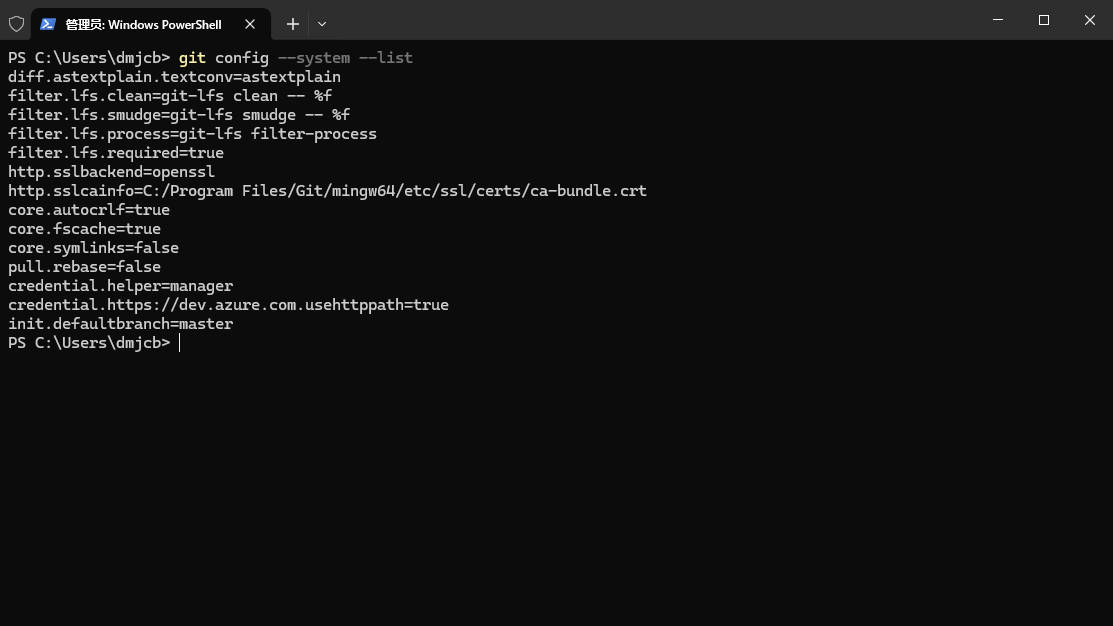 管理员: Windows PowerShell
PS C:\Users\dmjcb> git config --system --list
diff.astextplain.textconv=astextplain
filter.lfs.clean=git-lfs clean -- %f
filter.lfs.smudge=git-lfs smudge -- %f
filter.lfs.process=git-lfs filter-process
filter.lfs.required=true
http.sslbackend=openssl
http.sslcainfo=C:/Program Files/Git/mingw64/etc/ssl/certs/ca-bundle.crt
core.autocrlf=true
core.fscache=true
core.symlinks=false
pull.rebase=false
credential.helper=manager
credential.https://dev.azure.com.usehttppath=true
init.defaultbranch=master
PS C:\Users\dmjcb>